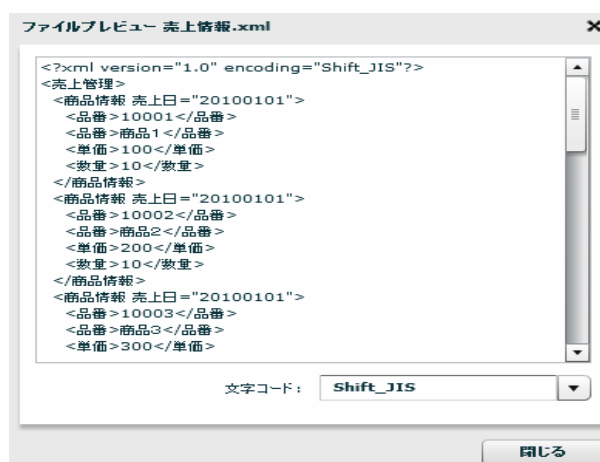 ファイルプレビュー 売上情報.xml
<?xml version="1.0" encoding="Shift_JIS"?>
<売上管理>
<商品情報 売上日="20100101">
<品番>10001</品番>
<品番>商品1</品番>
<単価>100</単価>
<数量>10</数量>
</商品情報>
<商品情報 売上日="20100101">
<品番>10002</品番>
<品番>商品2</品番>
<単価>200</単価>
<数量>10</数量>
</商品情報>
<商品情報 売上日="20100101">
<品番>10003</品番>
<品番>商品3</品番>
<単価>300</単価>
文字コード: Shift_JIS
閉じる